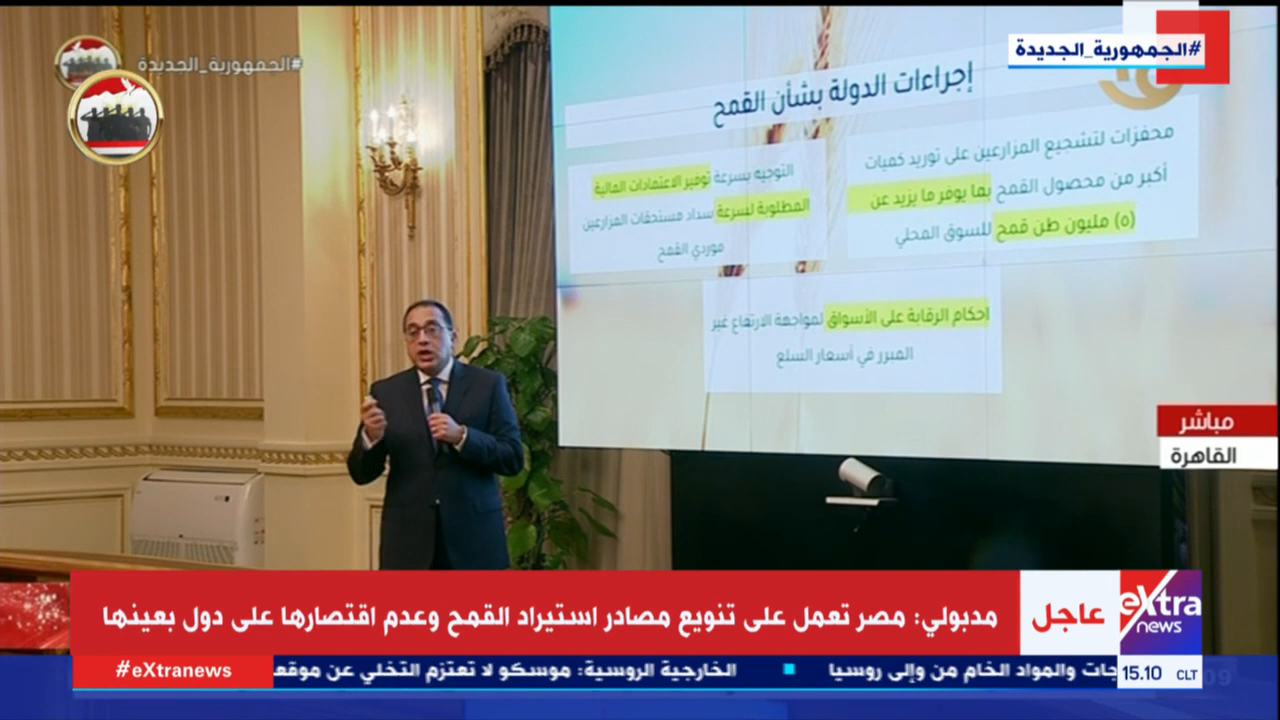 #الجمهورية_الجديدة
#الجمهورية_الجديدة
إجراءات الدولة بشأن القمح
محفزات لتشجيع المزارعين على توريد كميات
أكبر من محصول القمح بما يوفر ما يزيد عن
(٥) مليون طن قمح للسوق المحلي
التوجيه بسرعة توفير الاعتمادات المالية
المطلوبة لسرعة سداد مستحقات المزارعين
موردي القمح
احكام الرقابة على الأسواق لمواجهة الارتفاع غير
المبرر في أسعار السلع
مباشر
القاهرة
عاجل
مدبولي: مصر تعمل على تنويع مصادر استيراد القمح وعدم اقتصارها على دول بعينها
eXtra
news
جات والمواد الخام من وإلى روسيا
الخارجية الروسية: موسكو لا تعتزم التخلي عن موقعه
#eXtranews
15.10 CLT